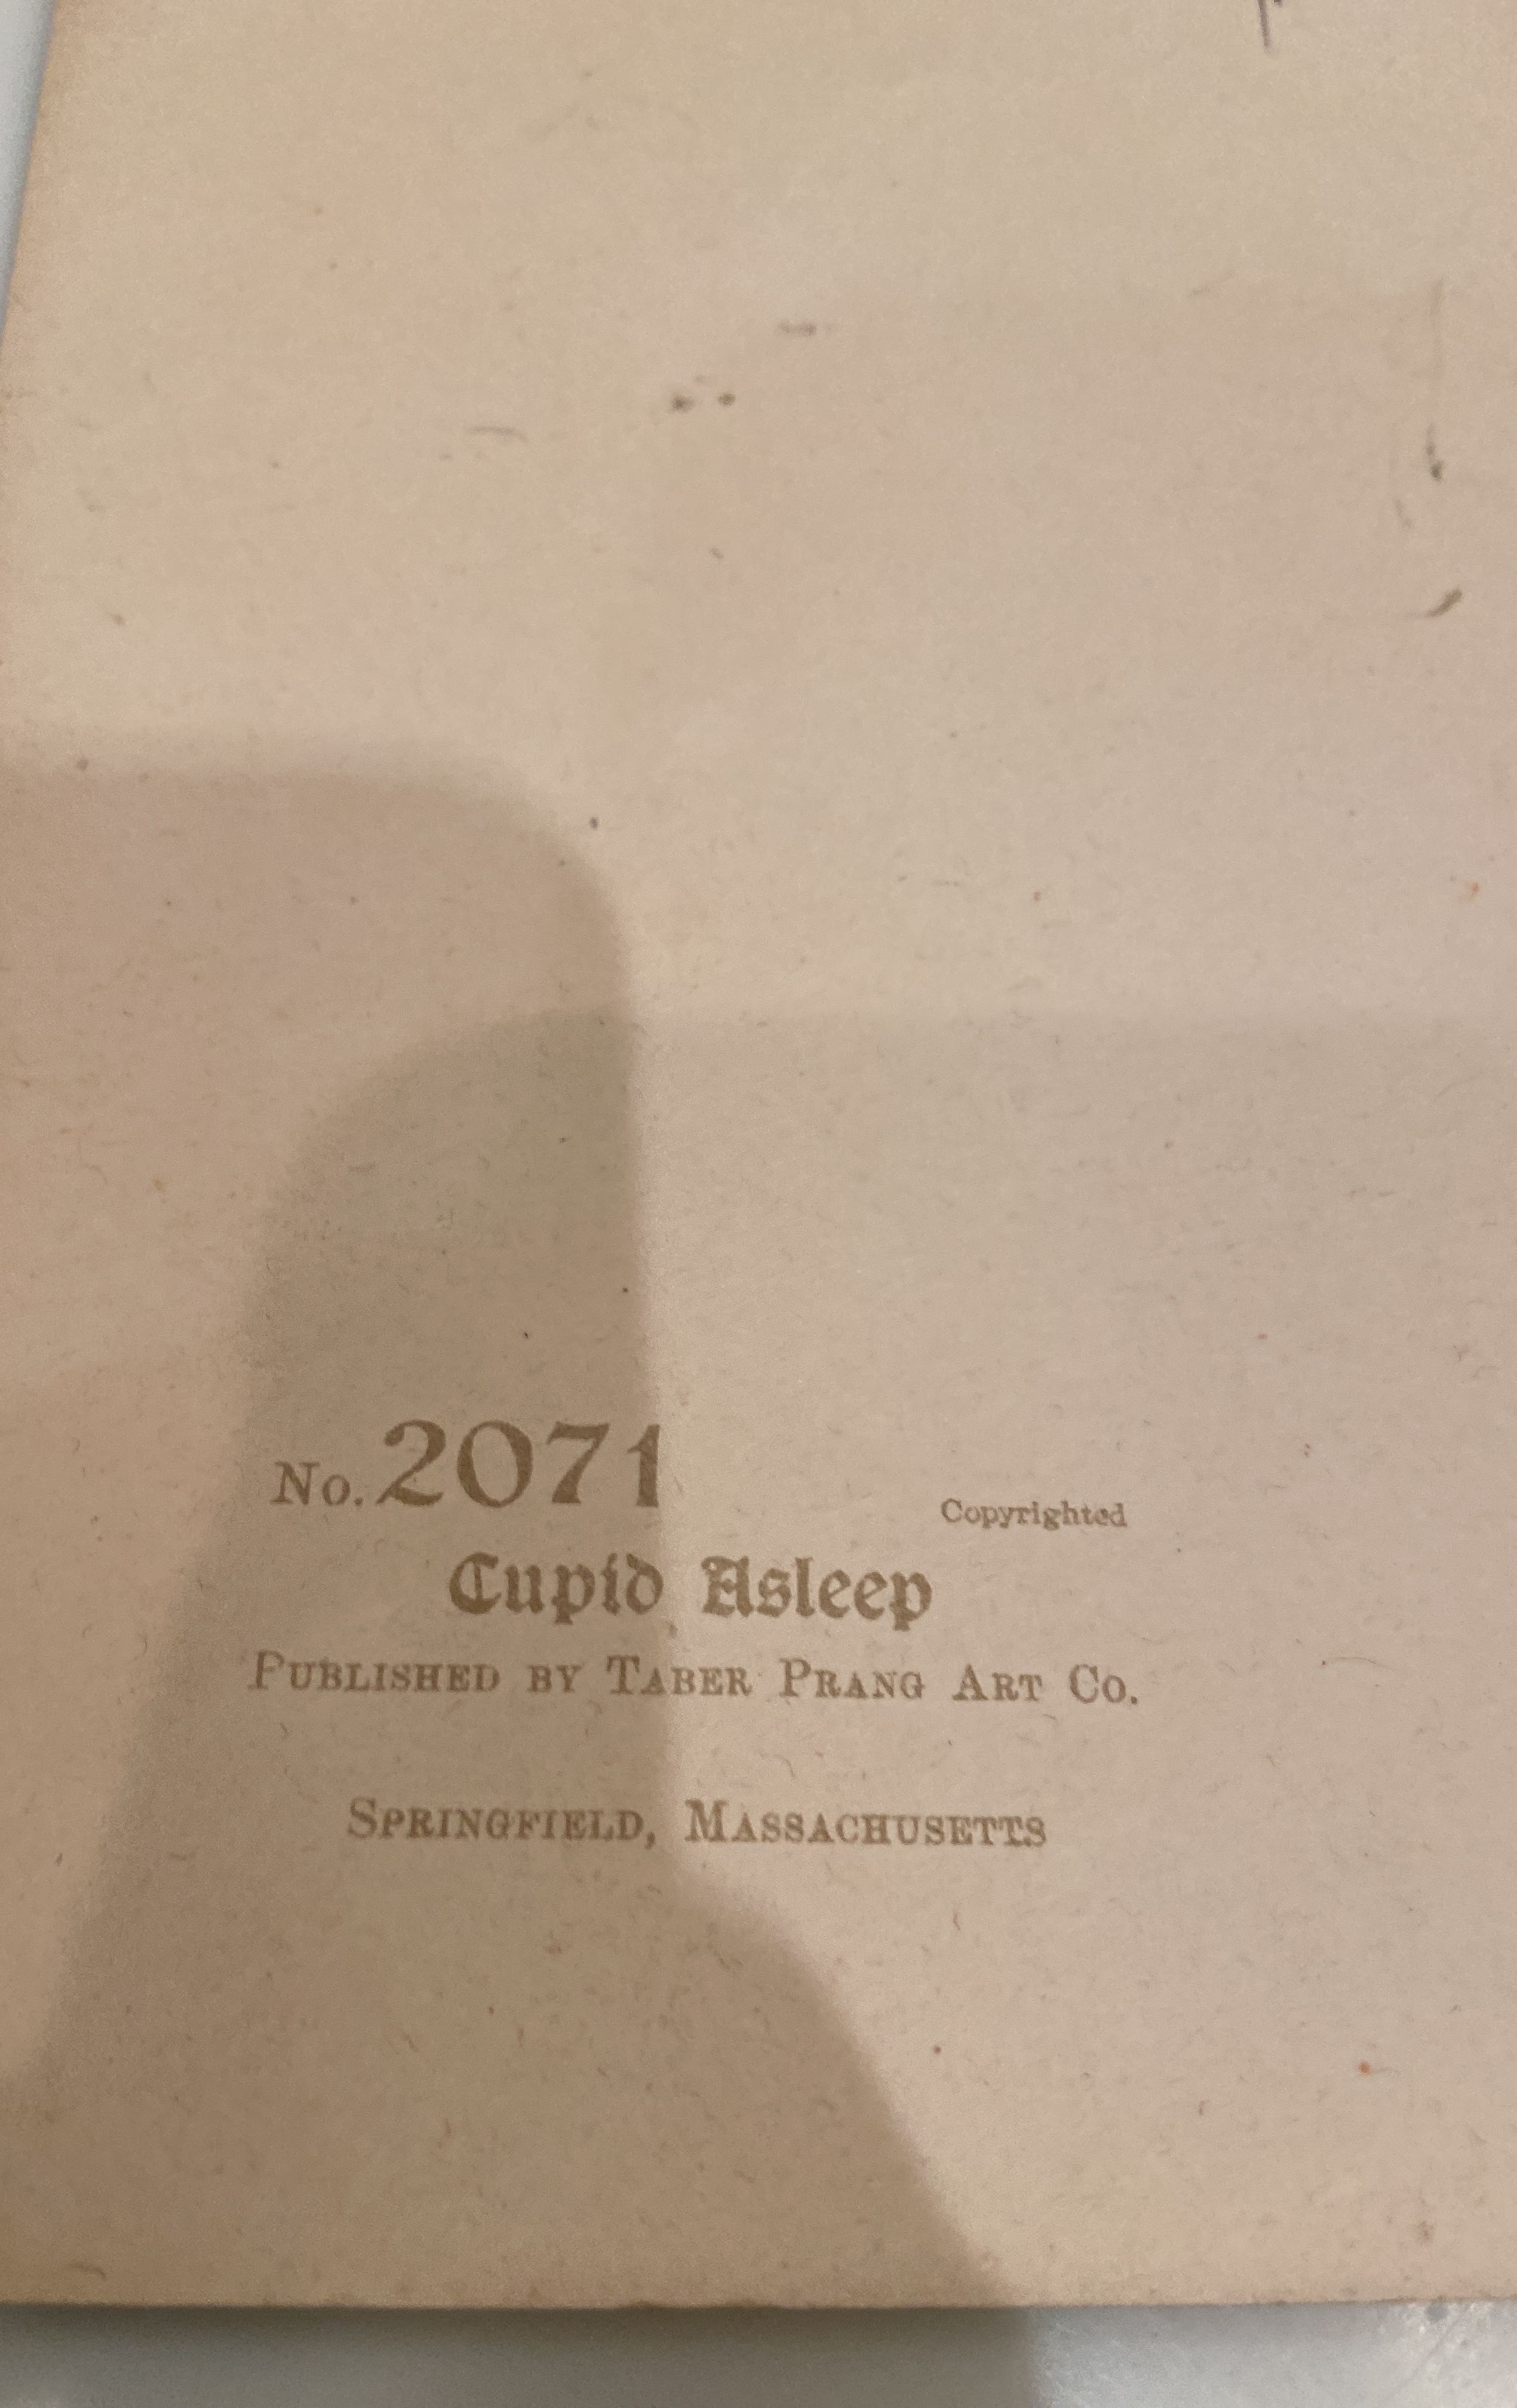 No. 2071 Copyrighted
Cupid Asleep
PUBLISHED BY TABER PRANG ART CO.
SPRINGFIELD, MASSACHUSETTS